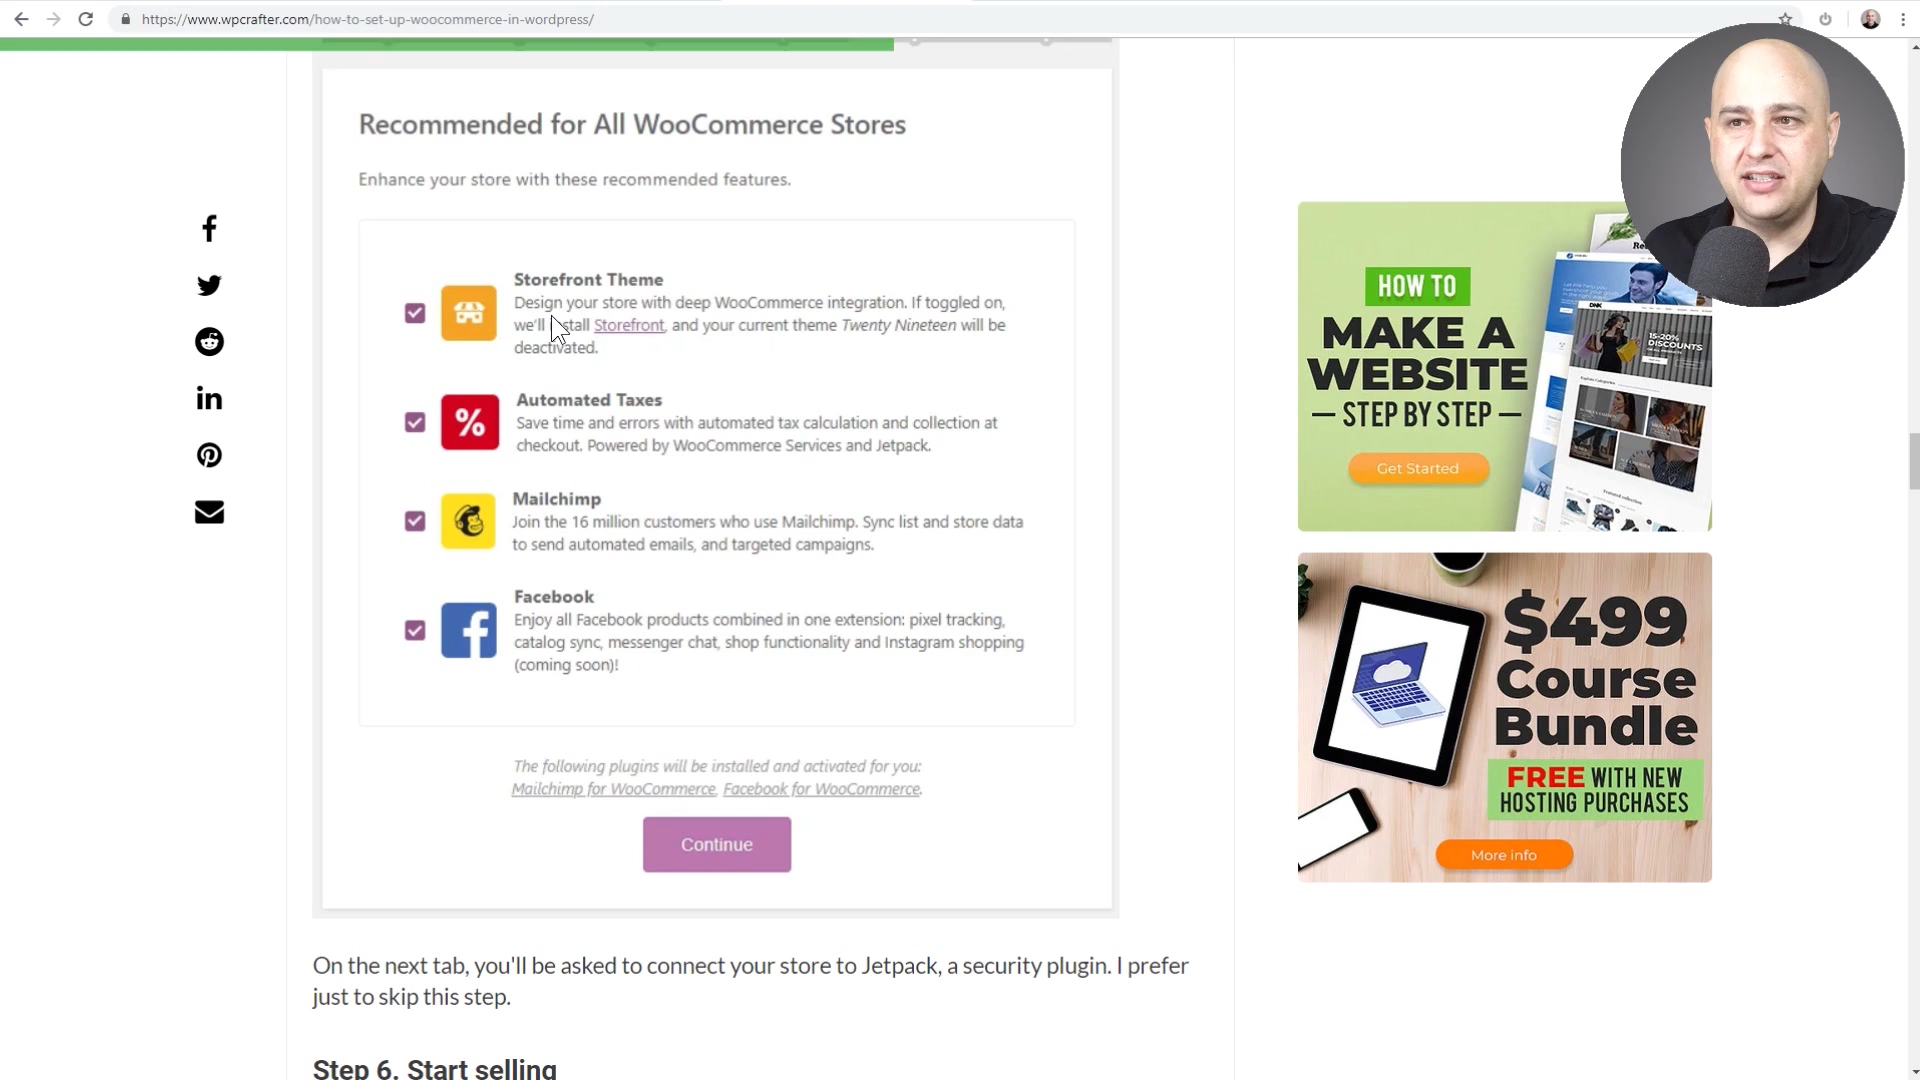 https://www.wpcrafter.com/how-to-set-up-woocommerce-in-wordpress/
Recommended for All WooCommerce Stores
Enhance your store with these recommended features.
Storefront Theme
Design your store with deep WooCommerce integration. If toggled on,
we'll install Storefront, and your current theme Twenty Nineteen will be
deactivated.
%
Automated Taxes
Save time and errors with automated tax calculation and collection at
checkout. Powered by WooCommerce Services and Jetpack.
Mailchimp
Join the 16 million customers who use Mailchimp. Sync list and store data
to send automated emails, and targeted campaigns.
Facebook
Enjoy all Facebook products combined in one extension: pixel tracking,
catalog sync, messenger chat, shop functionality and Instagram shopping
(coming soon)!
The following plugins will be installed and activated for you:
Mailchimp for WooCommerce, Facebook for WooCommerce.
Continue
On the next tab, you'll be asked to connect your store to Jetpack, a security plugin. I prefer
just to skip this step.
Step 6. Start selling
HOW TO
MAKE A
WEBSITE
— STEP BY STEP —
Get Started
DNK
15-20%
DISCOUNTS
Featured collection
$499
Course
Bundle
FREE WITH NEW
HOSTING PURCHASES
More info